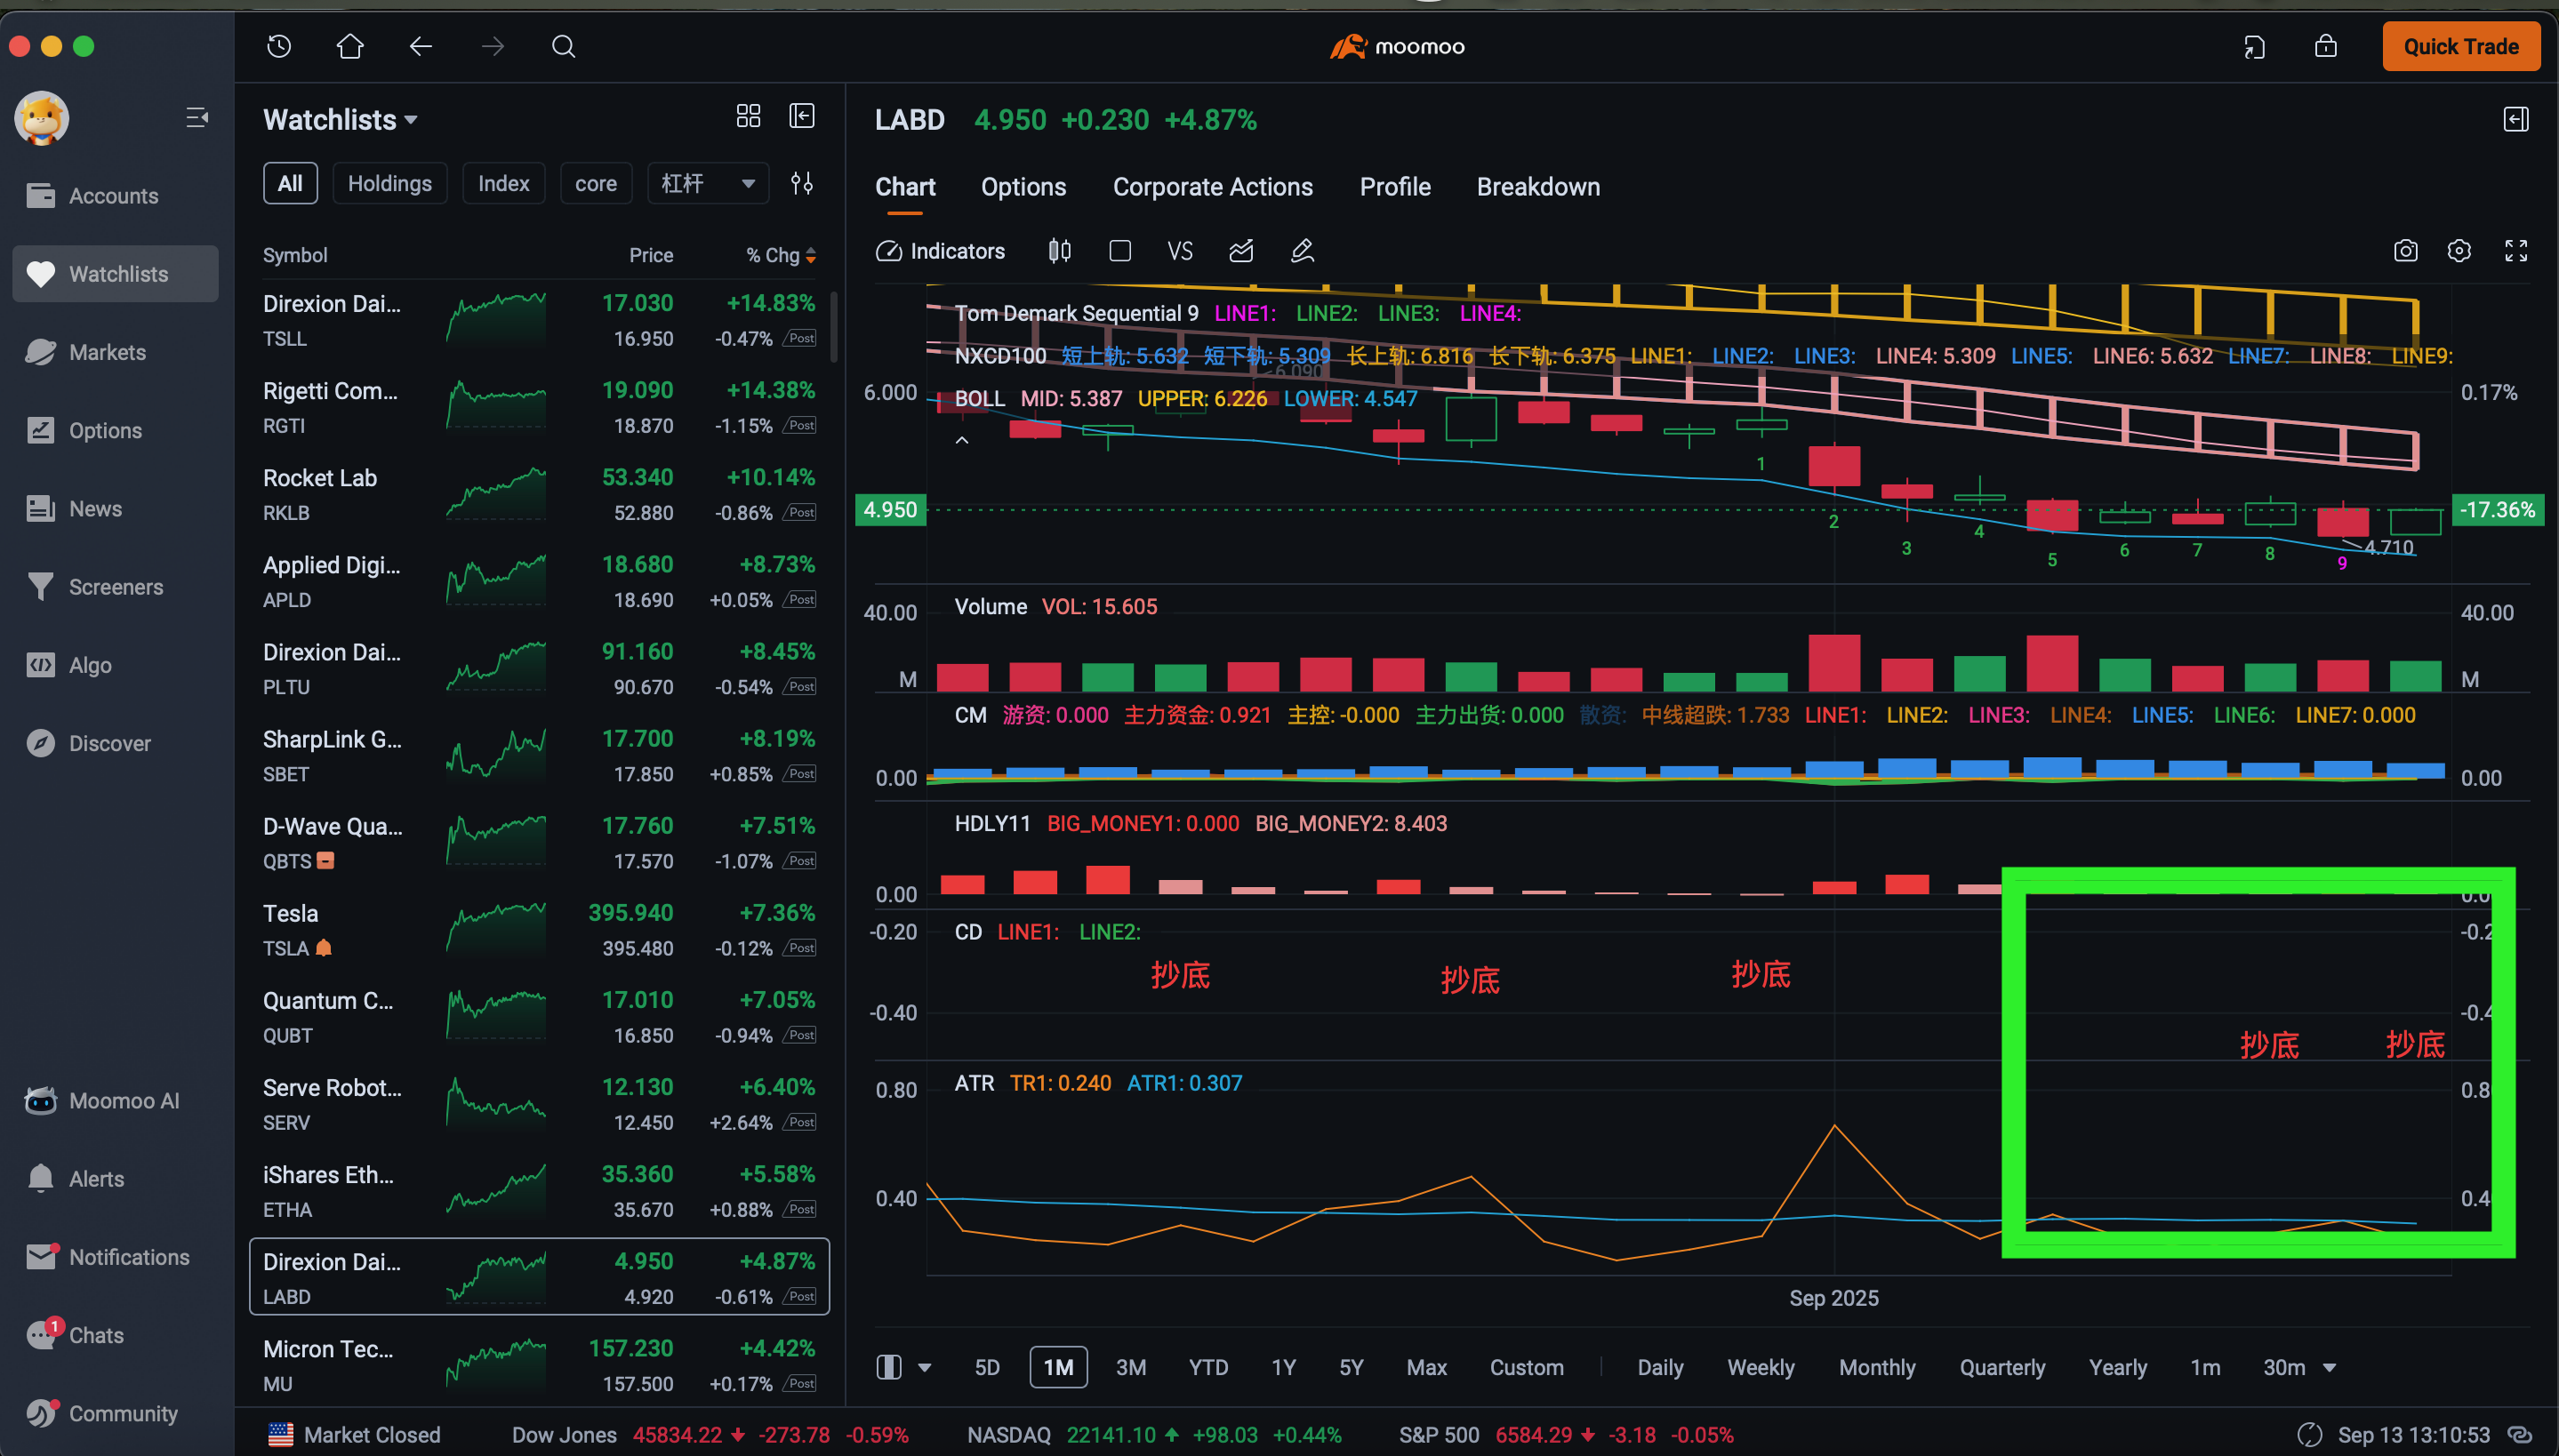 moomoo
Quick Trade
Accounts
Watchlists
Markets
Options
News
Screeners
Algo
Discover
Moomoo AI
Alerts
Notifications
1
Chats
Community
Watchlists
All Holdings Index core 杠杆
Symbol Price % Chg
Direxion Dai... 17.030 +14.83%
TSLL 16.950 -0.47% Post
Rigetti Com... 19.090 +14.38%
RGTI 18.870 -1.15% Post
Rocket Lab 53.340 +10.14%
RKLB 52.880 -0.86% Post
Applied Digi... 18.680 +8.73%
APLD 18.690 +0.05% Post
Direxion Dai... 91.160 +8.45%
PLTU 90.670 -0.54% Post
SharpLink G... 17.700 +8.19%
SBET 17.850 +0.85% Post
D-Wave Qua... 17.760 +7.51%
QBTS 17.570 -1.07% Post
Tesla 395.940 +7.36%
TSLA 395.480 -0.12% Post
Quantum C... 17.010 +7.05%
QUBT 16.850 -0.94% Post
Serve Robot... 12.130 +6.40%
SERV 12.450 +2.64% Post
iShares Eth... 35.360 +5.58%
ETHA 35.670 +0.88% Post
Direxion Dai... 4.950 +4.87%
LABD 4.920 -0.61% Post
Micron Tec... 157.230 +4.42%
MU 157.500 +0.17% Post
LABD 4.950 +0.230 +4.87%
Chart Options Corporate Actions Profile Breakdown
Indicators VS
Tom Demark Sequential 9 LINE1: LINE2: LINE3: LINE4:
NXCD100 短上轨: 5.632 短下轨: 5.309 长上轨: 6.816 长下轨: 6.375 LINE1: LINE2: LINE3: LINE4: 5.309 LINE5: LINE6: 5.632 LINE7: LINE8: LINE9:
6.090
6.000 BOLL MID: 5.387 UPPER: 6.226 LOWER: 4.547 0.17%
4.950 -17.36%
1 2 3 4 5 6 7 8 9
4.710
40.00 Volume VOL: 15.605 40.00
M M
CM 游资: 0.000 主力资金: 0.921 主控: -0.000 主力出货: 0.000 散资: 中线超跌: 1.733 LINE1: LINE2: LINE3: LINE4: LINE5: LINE6: LINE7: 0.000
0.00 0.00
HDLY11 BIG_MONEY1: 0.000 BIG_MONEY2: 8.403
0.00
-0.20 CD LINE1: LINE2: -0.2
抄底 抄底 抄底
-0.40 -0.4
抄底 抄底
0.80 ATR TR1: 0.240 ATR1: 0.307 0.8
0.40 0.4
Sep 2025
5D 1M 3M YTD 1Y 5Y Max Custom Daily Weekly Monthly Quarterly Yearly 1m 30m
Market Closed Dow Jones 45834.22 -273.78 -0.59% NASDAQ 22141.10 +98.03 +0.44% S&P 500 6584.29 -3.18 -0.05% Sep 13 13:10:53